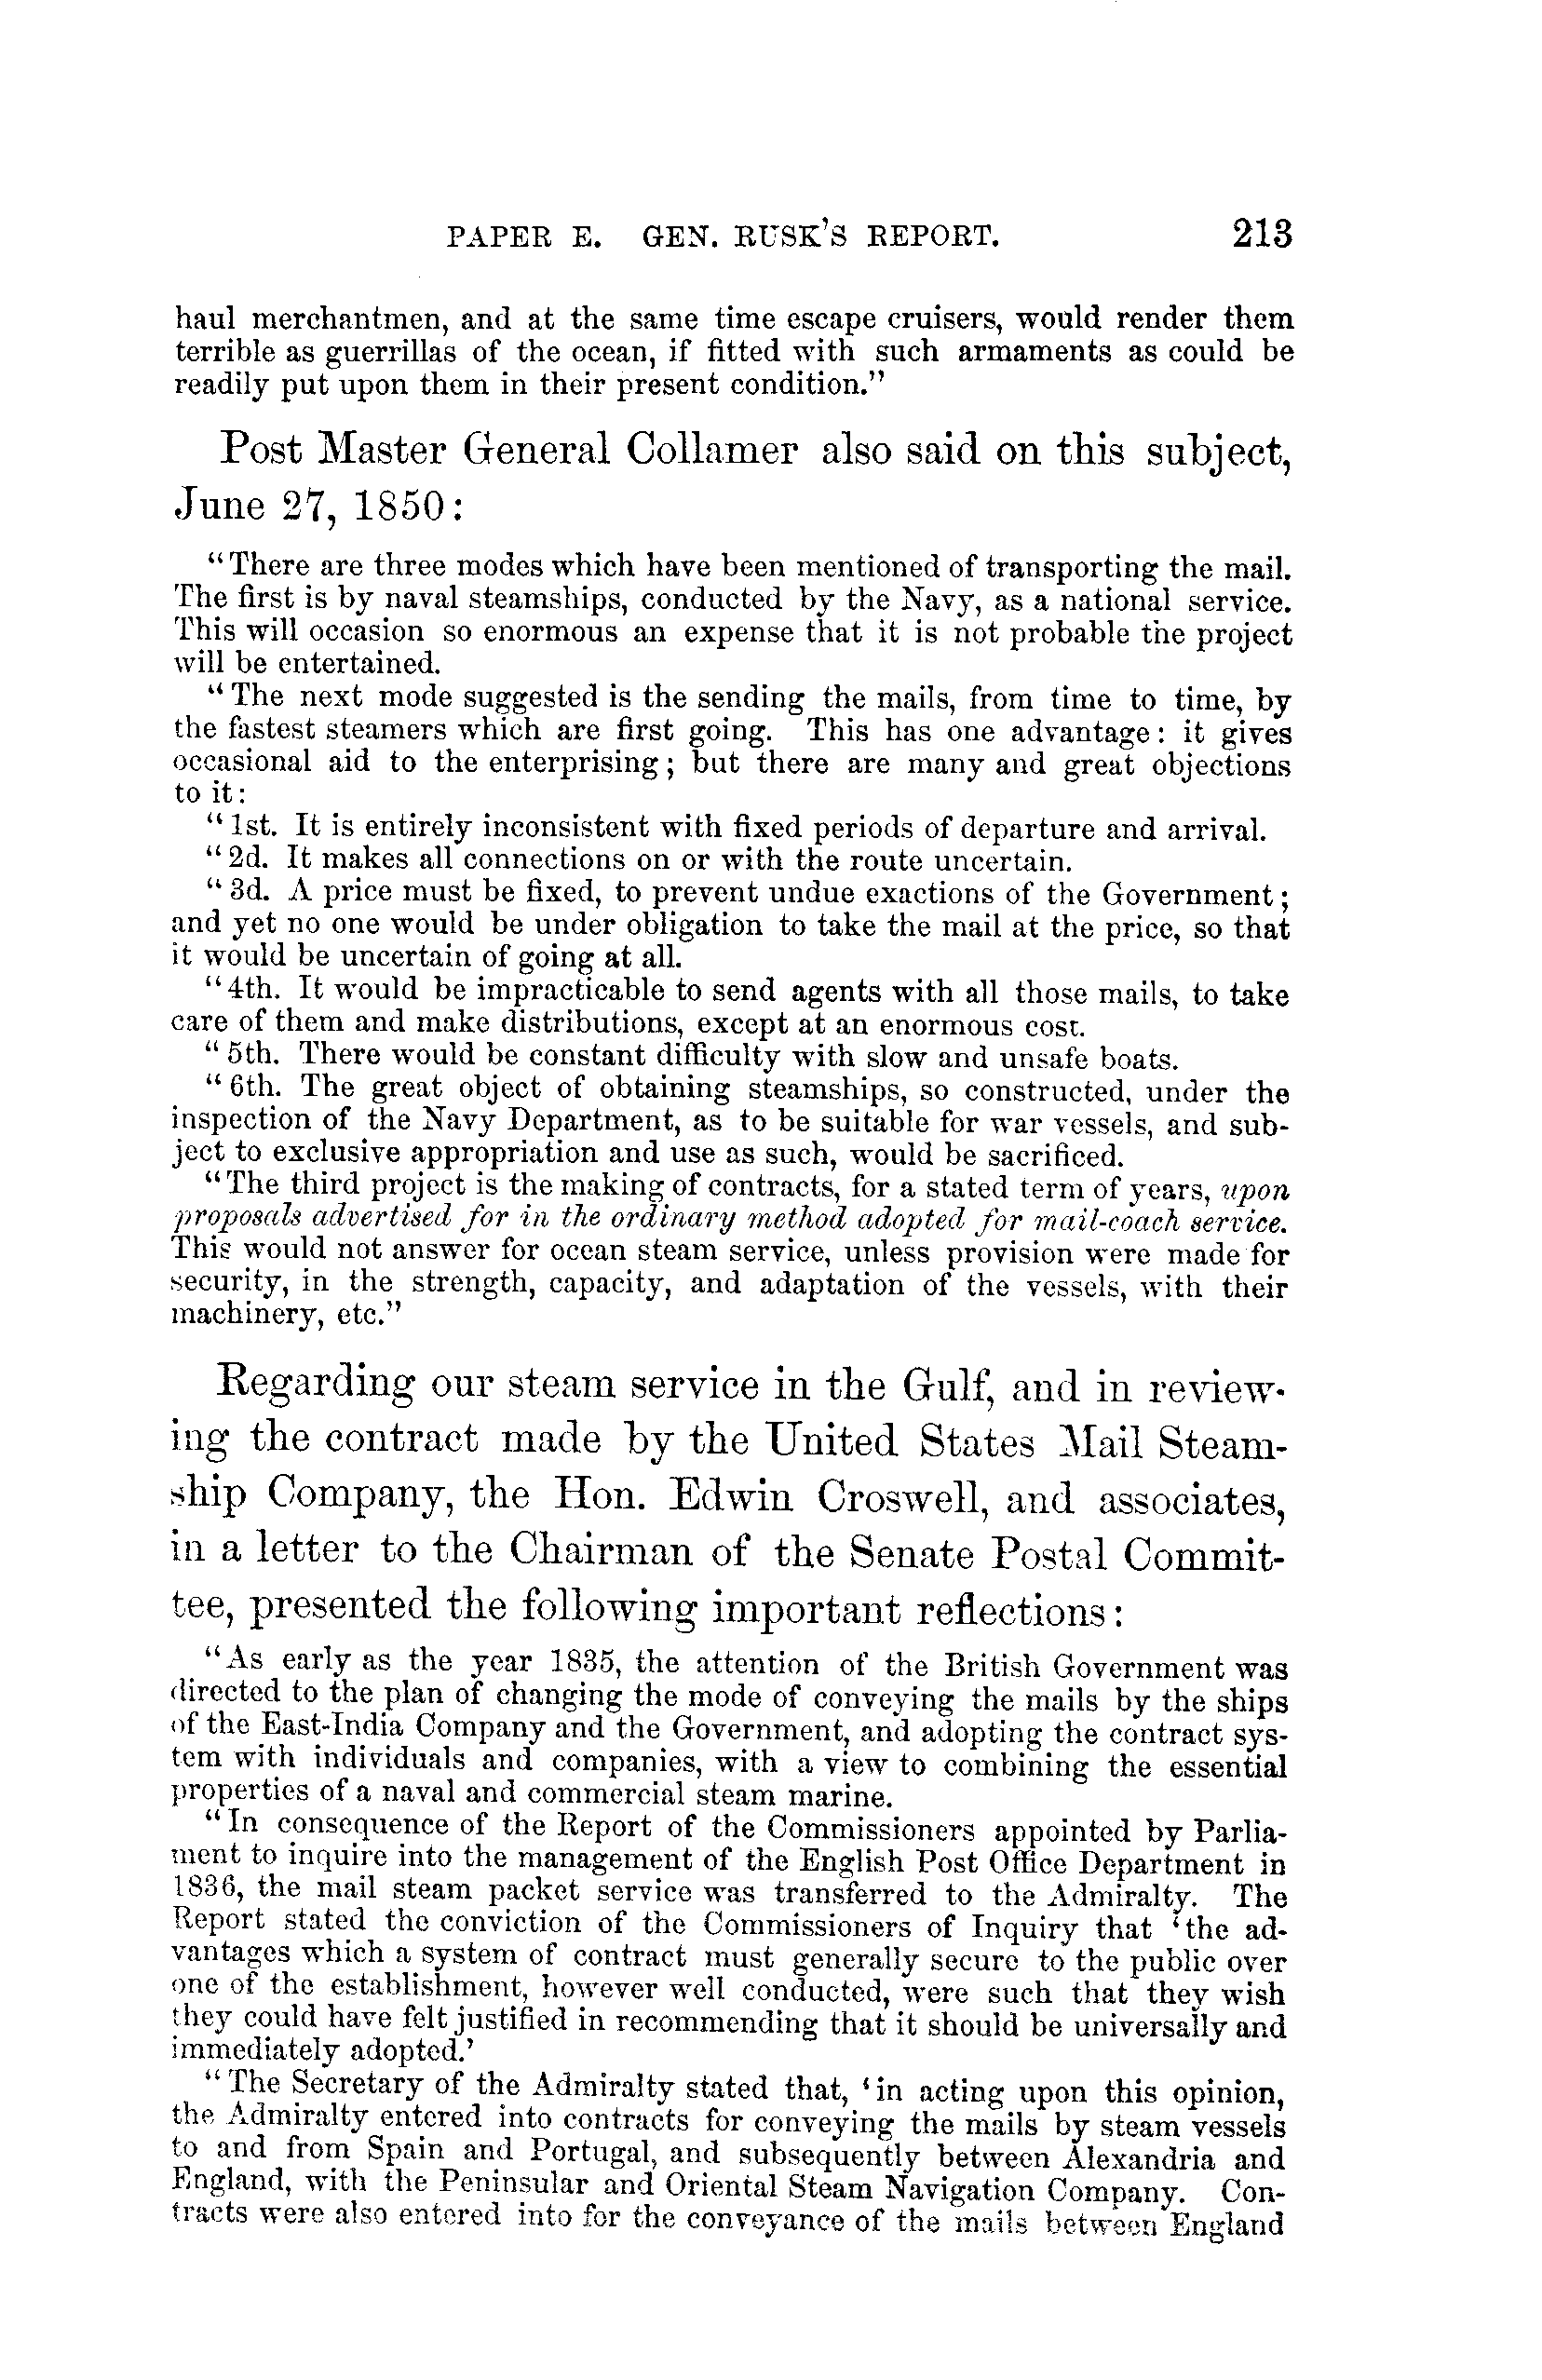 PAPER E. GEN. RUSK'S REPORT. 213
haul merchantmen, and at the same time escape cruisers, would render them
terrible as guerrillas of the ocean, if fitted with such armaments as could be
readily put upon them in their present condition."
Post Master General Collamer also said on this subject,
June 27, 1850:
"There are three modes which have been mentioned of transporting the mail.
The first is by naval steamships, conducted by the Navy, as a national service.
This will occasion so enormous an expense that it is not probable the project
will be entertained.
"The next mode suggested is the sending the mails, from time to time, by
the fastest steamers which are first going. This has one advantage: it gives
occasional aid to the enterprising; but there are many and great objections
to it:
"1st. It is entirely inconsistent with fixed periods of departure and arrival.
"2d. It makes all connections on or with the route uncertain.
"3d. A price must be fixed, to prevent undue exactions of the Government;
and yet no one would be under obligation to take the mail at the price, so that
it would be uncertain of going at all.
"4th. It would be impracticable to send agents with all those mails, to take
care of them and make distributions, except at an enormous cost.
"5th. There would be constant difficulty with slow and unsafe boats.
"6th. The great object of obtaining steamships, so constructed, under the
inspection of the Navy Department, as to be suitable for war vessels, and sub-
ject to exclusive appropriation and use as such, would be sacrificed.
"The third project is the making of contracts, for a stated term of years, upon
proposals advertised for in the ordinary method adopted for mail-coach service.
This would not answer for ocean steam service, unless provision were made for
security, in the strength, capacity, and adaptation of the vessels, with their
machinery, etc."
Regarding our steam service in the Gulf, and in review-
ing the contract made by the United States Mail Steam-
ship Company, the Hon. Edwin Croswell, and associates,
in a letter to the Chairman of the Senate Postal Commit-
tee, presented the following important reflections:
"As early as the year 1835, the attention of the British Government was
directed to the plan of changing the mode of conveying the mails by the ships
of the East-India Company and the Government, and adopting the contract sys-
tem with individuals and companies, with a view to combining the essential
properties of a naval and commercial steam marine.
"In consequence of the Report of the Commissioners appointed by Parlia-
ment to inquire into the management of the English Post Office Department in
1836, the mail steam packet service was transferred to the Admiralty. The
Report stated the conviction of the Commissioners of Inquiry that 'the ad-
vantages which a system of contract must generally secure to the public over
one of the establishment, however well conducted, were such that they wish
they could have felt justified in recommending that it should be universally and
immediately adopted.'
"The Secretary of the Admiralty stated that, 'in acting upon this opinion,
the Admiralty entered into contracts for conveying the mails by steam vessels
to and from Spain and Portugal, and subsequently between Alexandria and
England, with the Peninsular and Oriental Steam Navigation Company. Con-
tracts were also entered into for the conveyance of the mails between England